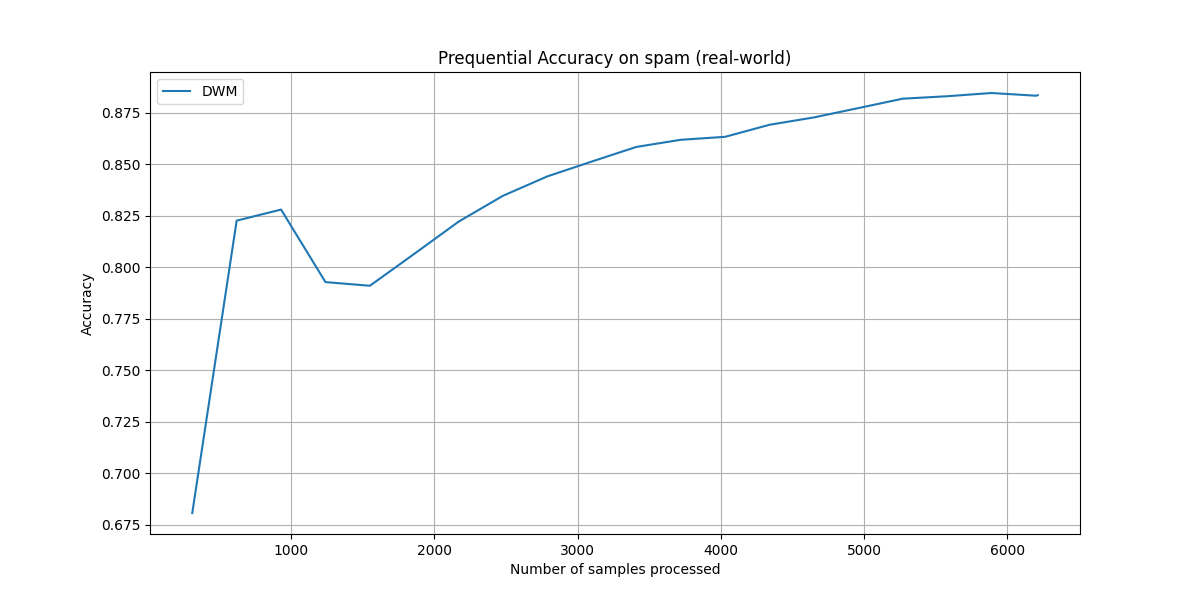 Prequential Accuracy on spam (real-world)
DWM
Accuracy
0.875
0.850
0.825
0.800
0.775
0.750
0.725
0.700
0.675
1000 2000 3000 4000 5000 6000
Number of samples processed